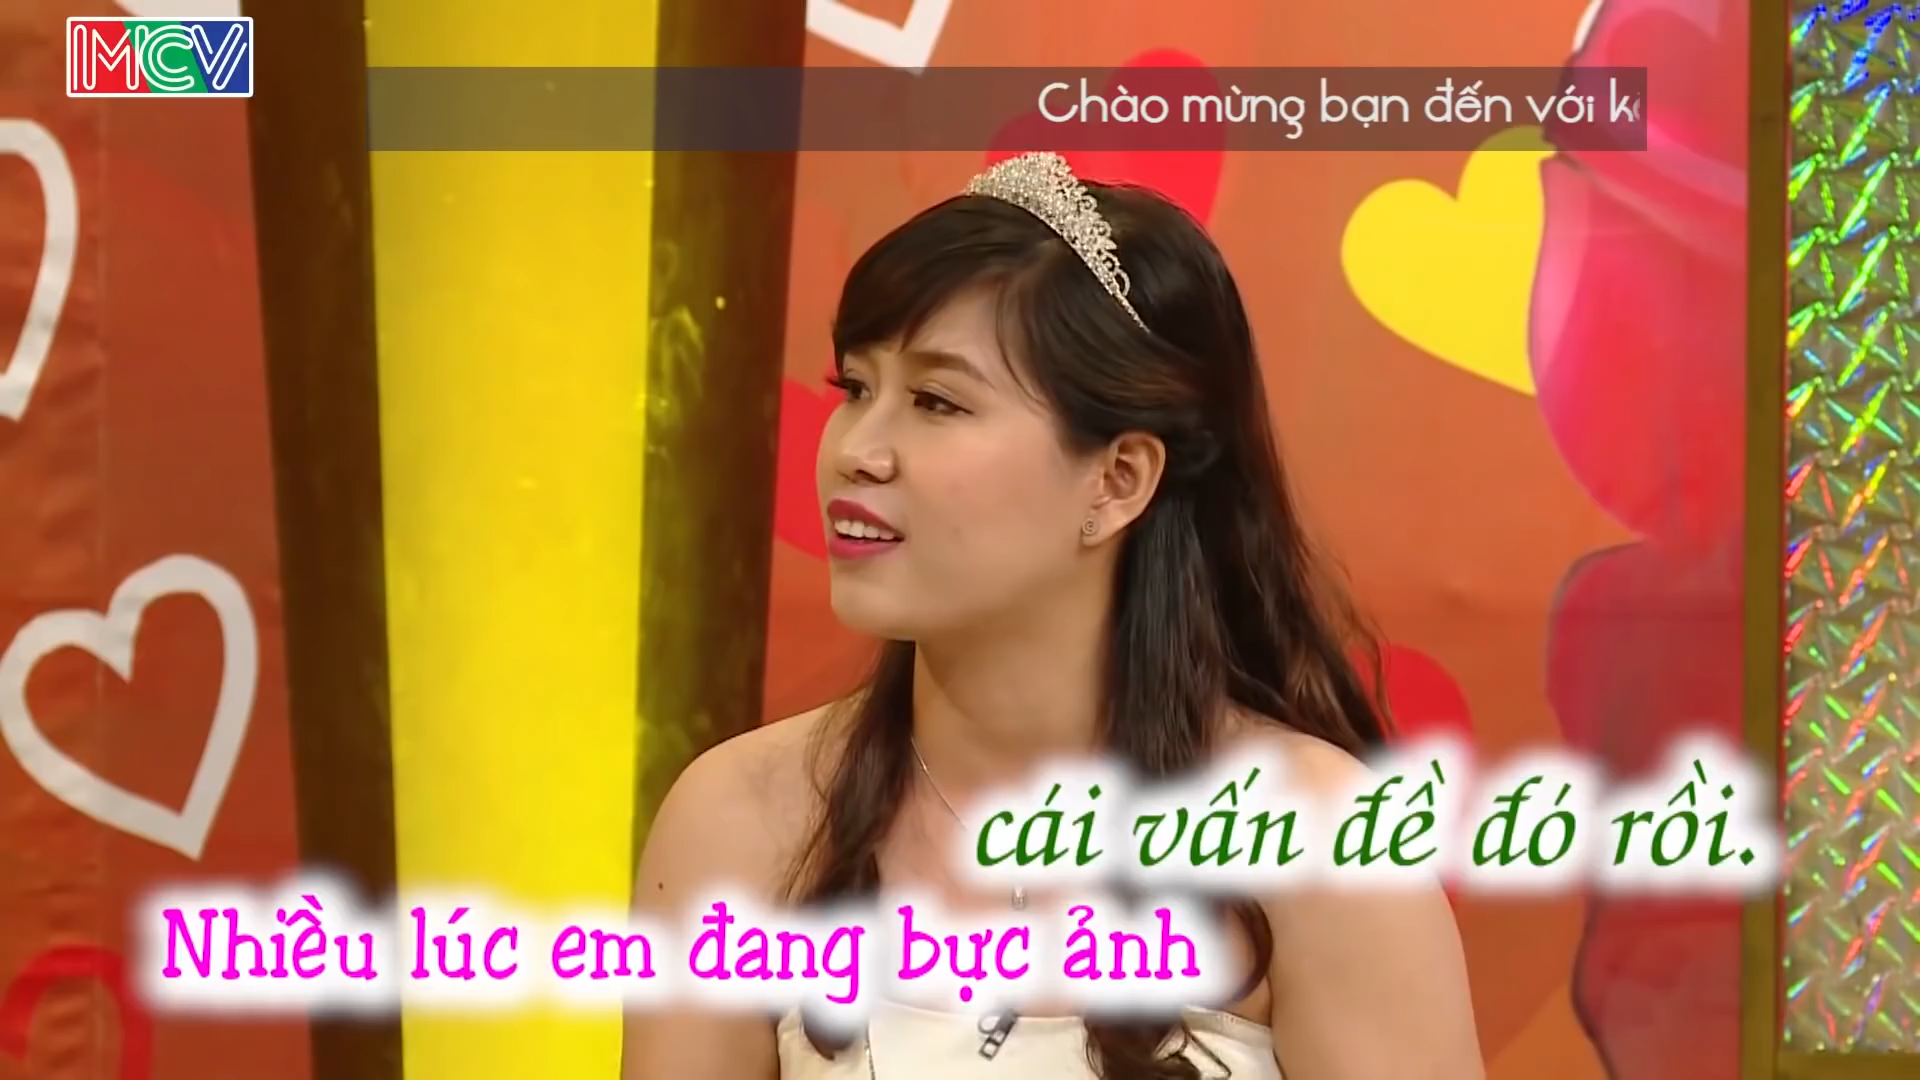 MCV
Chào mừng bạn đến với
cái vấn đề đó rồi.
Nhiều lúc em đang bực ảnh